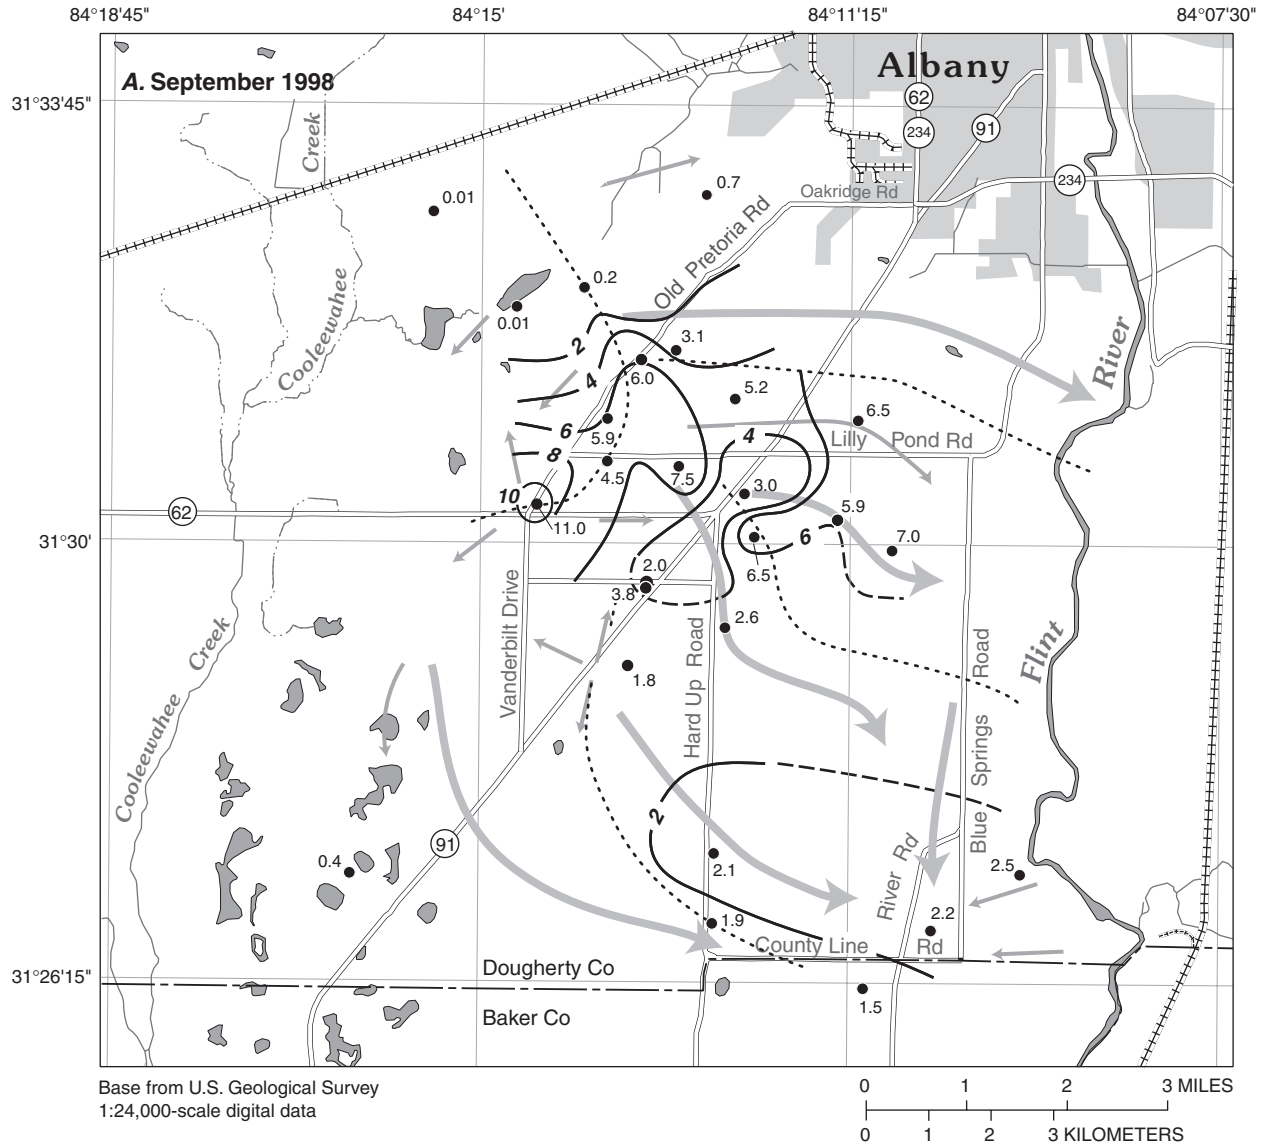 84°18'45"
84°15'
84°11'15"
84°07'30"
A. September 1998
Albany
31°33'45"
62
234
91
234
Creek
Oakridge Rd
0.7
0.01
Old Pretoria Rd
Cooleewahee
0.2
0.01
River
2
3.1
4
6.0
5.2
6.5
6
5.9
4
Lilly Pond Rd
8
4.5
7.5
10
3.0
62
11.0
5.9
31°30'
6
7.0
6.5
2.0
3.8
Vanderbilt Drive
2.6
Hard Up Road
Creek
Flint
1.8
Blue Springs Road
Cooleewahee
2
91
0.4
2.1
River Rd
2.5
1.9
2.2
County Line Rd
31°26'15"
Dougherty Co
Baker Co
1.5
Base from U.S. Geological Survey
1:24,000-scale digital data
0 1 2 3 MILES
0 1 2 3 KILOMETERS